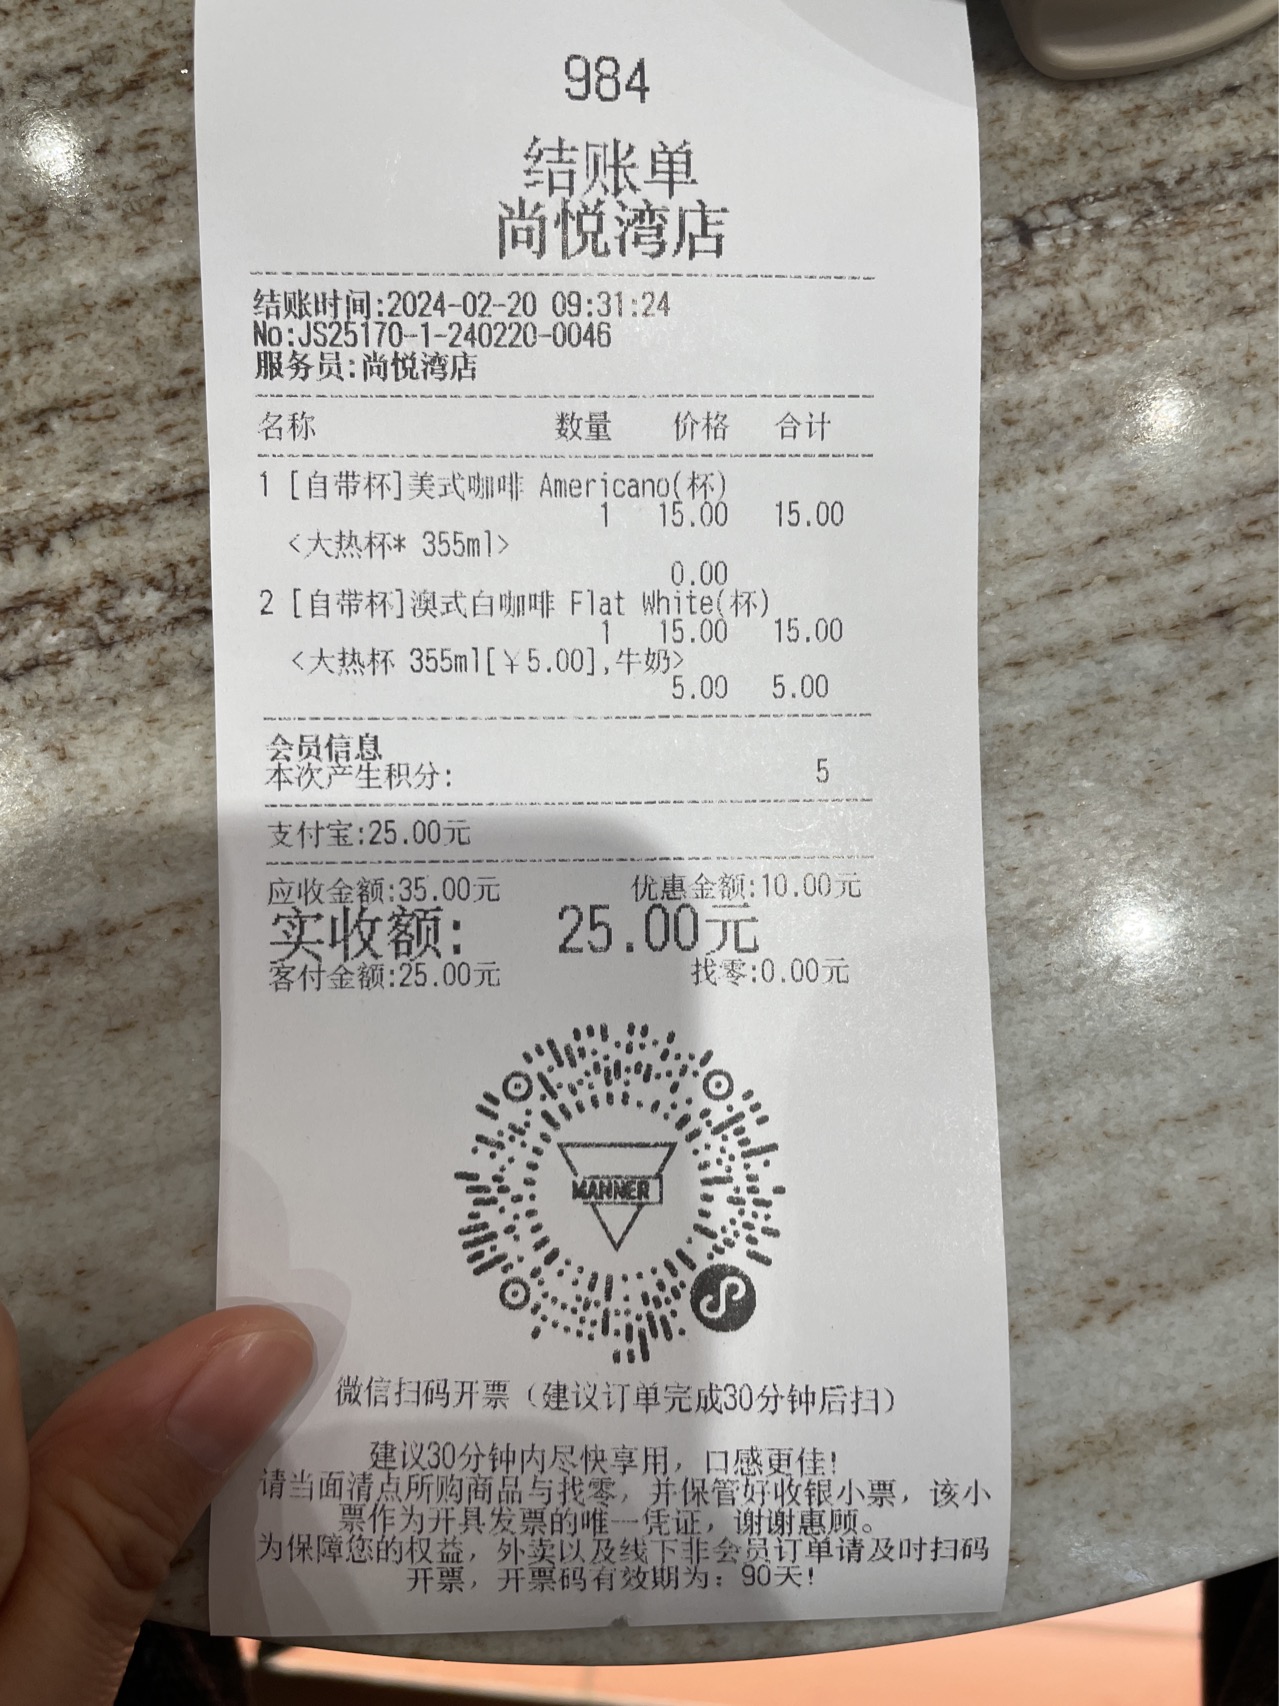 984
结账单
尚悦湾店
结账时间:2024-02-20 09:31:24
No:JS25170-1-240220-0046
服务员:尚悦湾店
名称 数量 价格 合计
1 [自带杯]美式咖啡 Americano(杯)
1 15.00 15.00
<大热杯* 355ml>
0.00
2 [自带杯]澳式白咖啡 Flat White(杯)
1 15.00 15.00
<大热杯 355ml[￥5.00],牛奶>
5.00 5.00
会员信息
本次产生积分: 5
支付宝:25.00元
应收金额:35.00元 优惠金额:10.00元
实收额: 25.00元
客付金额:25.00元 找零:0.00元
MANNER
微信扫码开票（建议订单完成30分钟后扫）
建议30分钟内尽快享用，口感更佳!
请当面清点所购商品与找零，并保管好收银小票，该小
票作为开具发票的唯一凭证，谢谢惠顾。
为保障您的权益，外卖以及线下非会员订单请及时扫码
开票，开票码有效期为：90天!